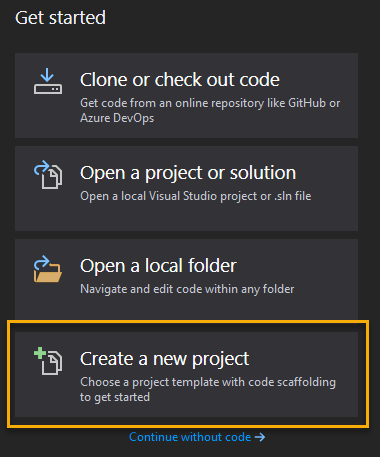 Get started
Clone or check out code
Get code from an online repository like GitHub or
Azure DevOps
Open a project or solution
Open a local Visual Studio project or .sln file
Open a local folder
Navigate and edit code within any folder
Create a new project
Choose a project template with code scaffolding
to get started
Continue without code →